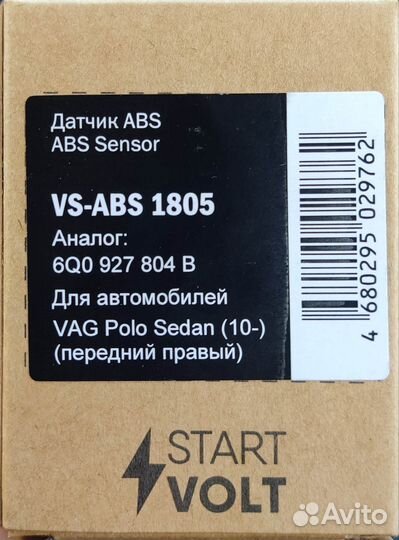 Датчик ABS
ABS Sensor
VS-ABS 1805
Аналог:
6Q0 927 804 B
Для автомобилей
VAG Polo Sedan (10-)
(передний правый)
4 680295 029762
START
VOLT
Avito